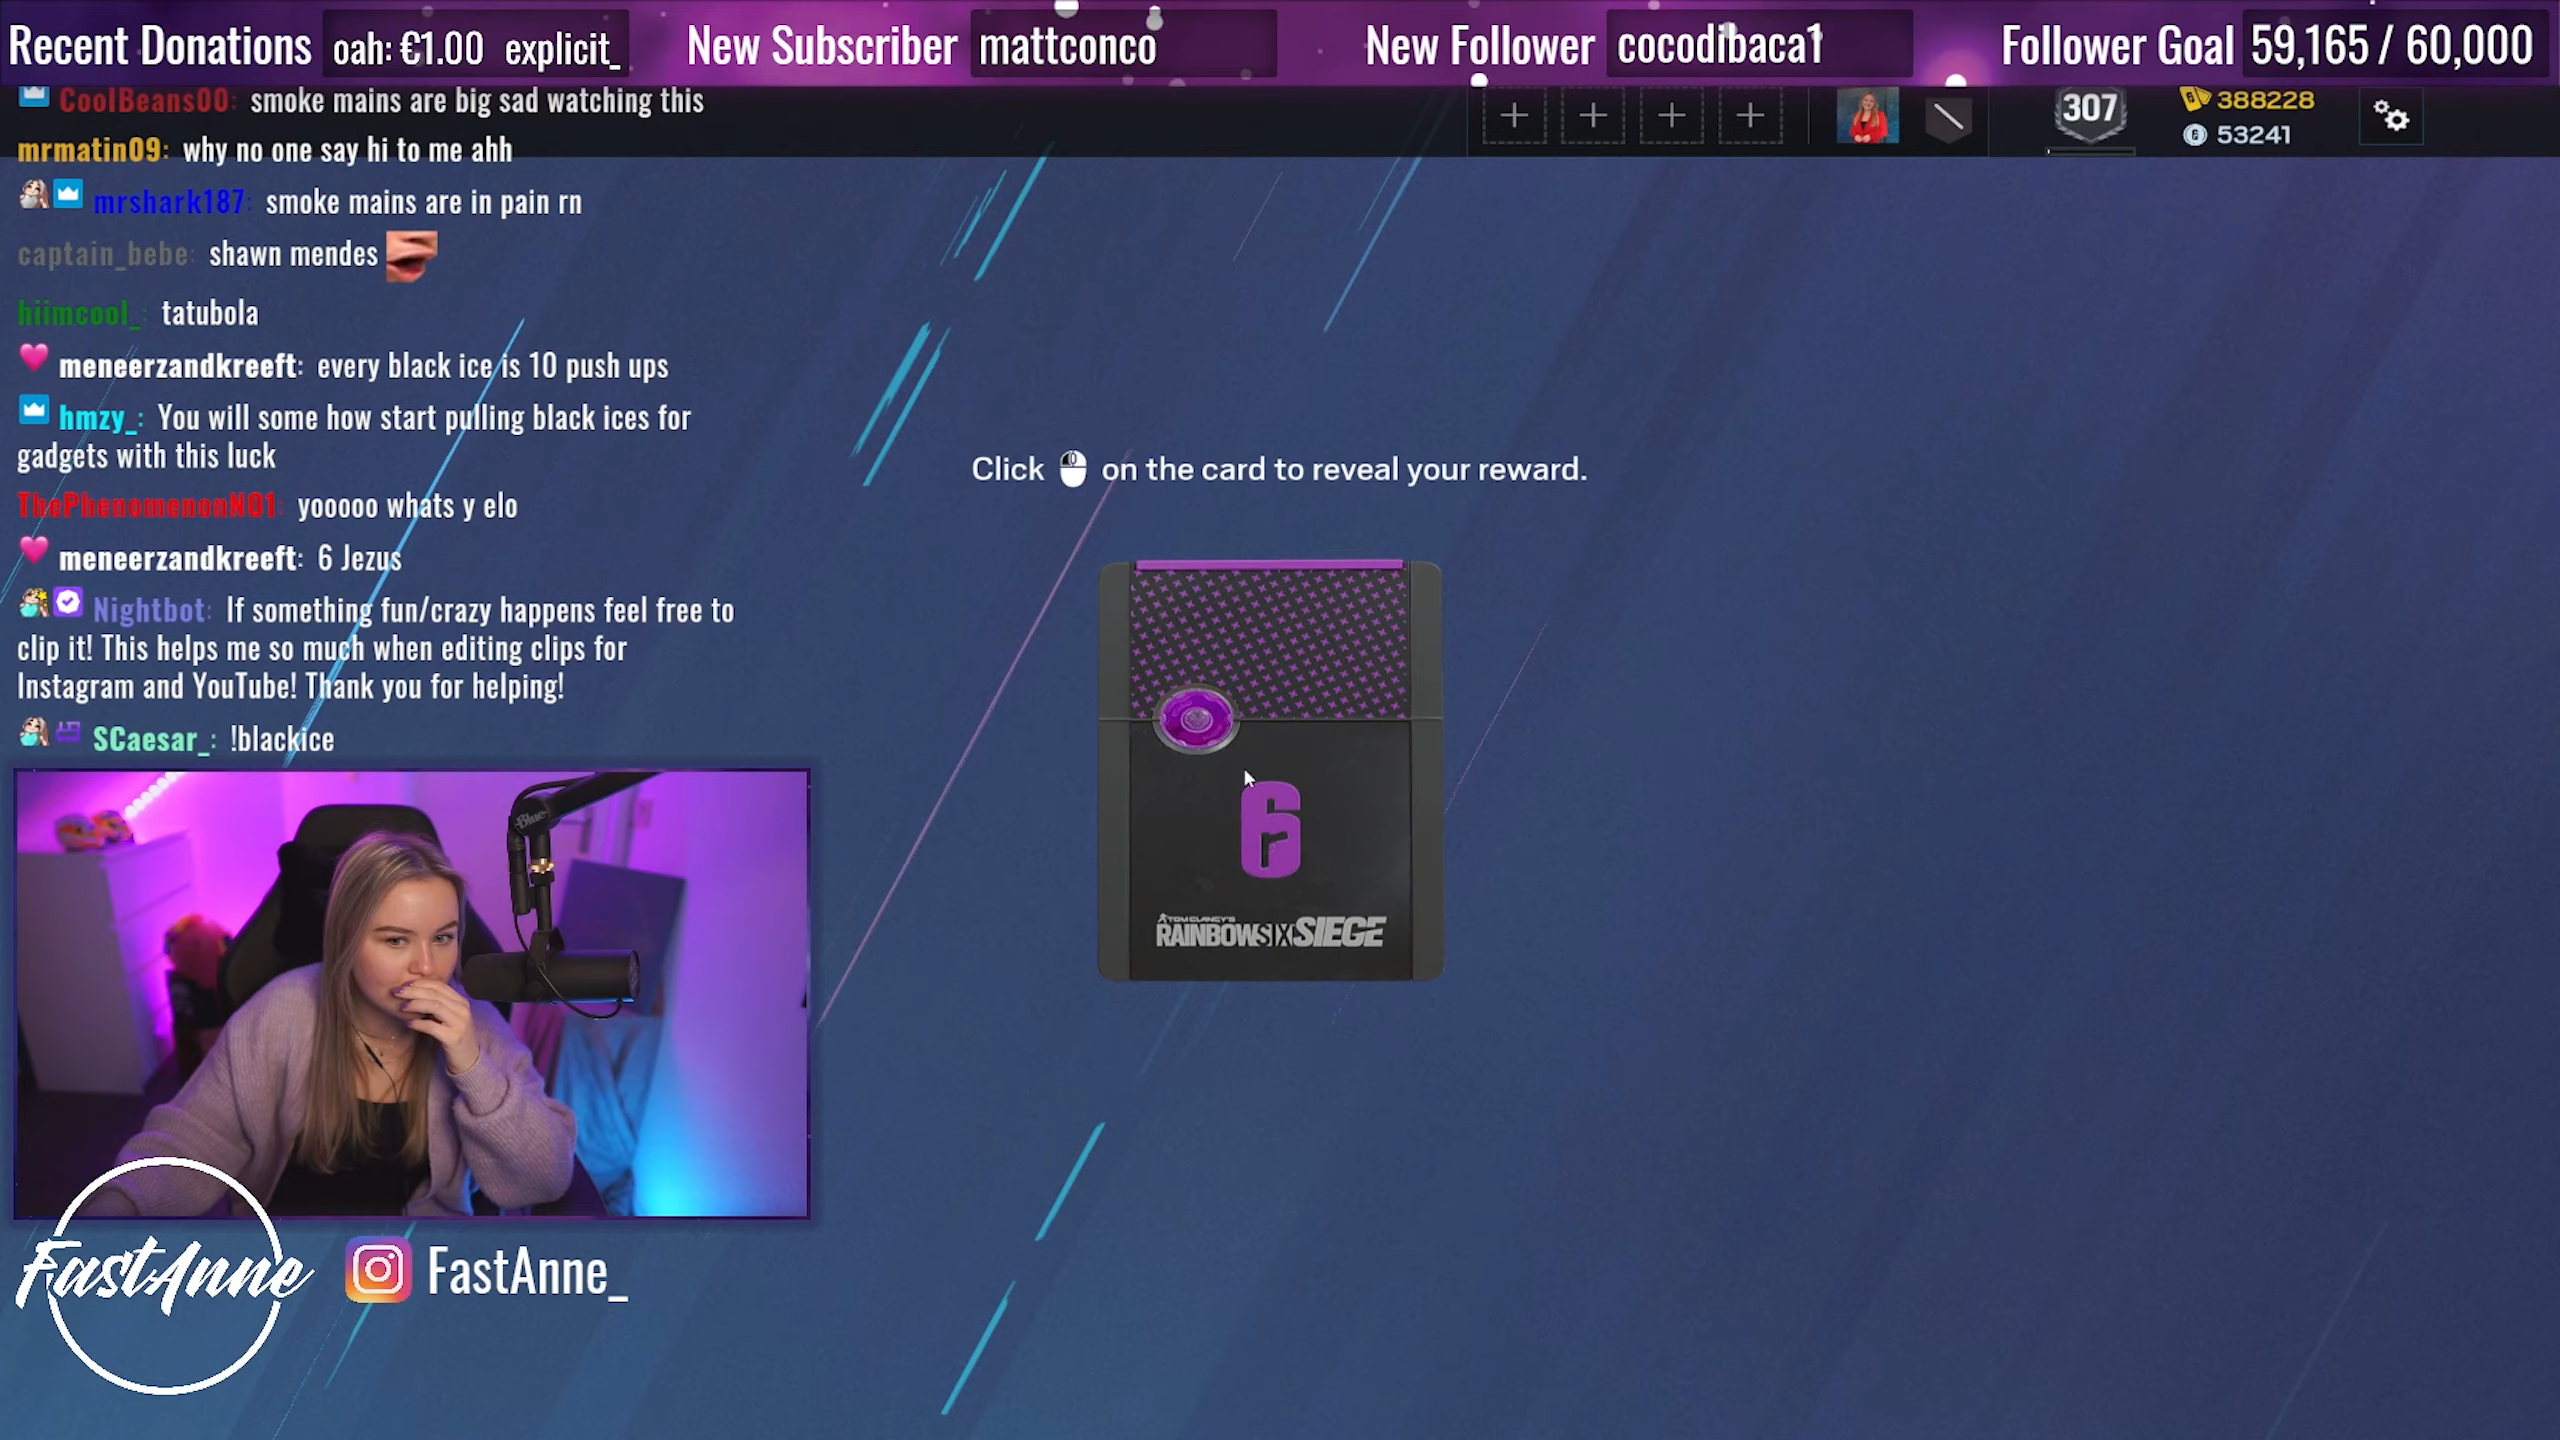 Recent Donations oah: €1.00 explicit_ New Subscriber mattconco New Follower cocodibaca1 Follower Goal 59,165 / 60,000
CoolBeans00: smoke mains are big sad watching this
307
388228
53241
mrmatin09: why no one say hi to me ahh
mrshark187: smoke mains are in pain rn
captain_bebe: shawn mendes
hiimcool_: tatubola
meneerzandkreeft: every black ice is 10 push ups
hmzy_: You will some how start pulling black ices for
gadgets with this luck
ThePhenomenonNO1: yooooo whats y elo
meneerzandkreeft: 6 Jezus
Nightbot: If something fun/crazy happens feel free to
clip it! This helps me so much when editing clips for
Instagram and YouTube! Thank you for helping!
SCaesar_: !blackice
Click on the card to reveal your reward.
6
TOM CLANCY'S
RAINBOWSIX SIEGE
Blue
FastAnne
FastAnne_